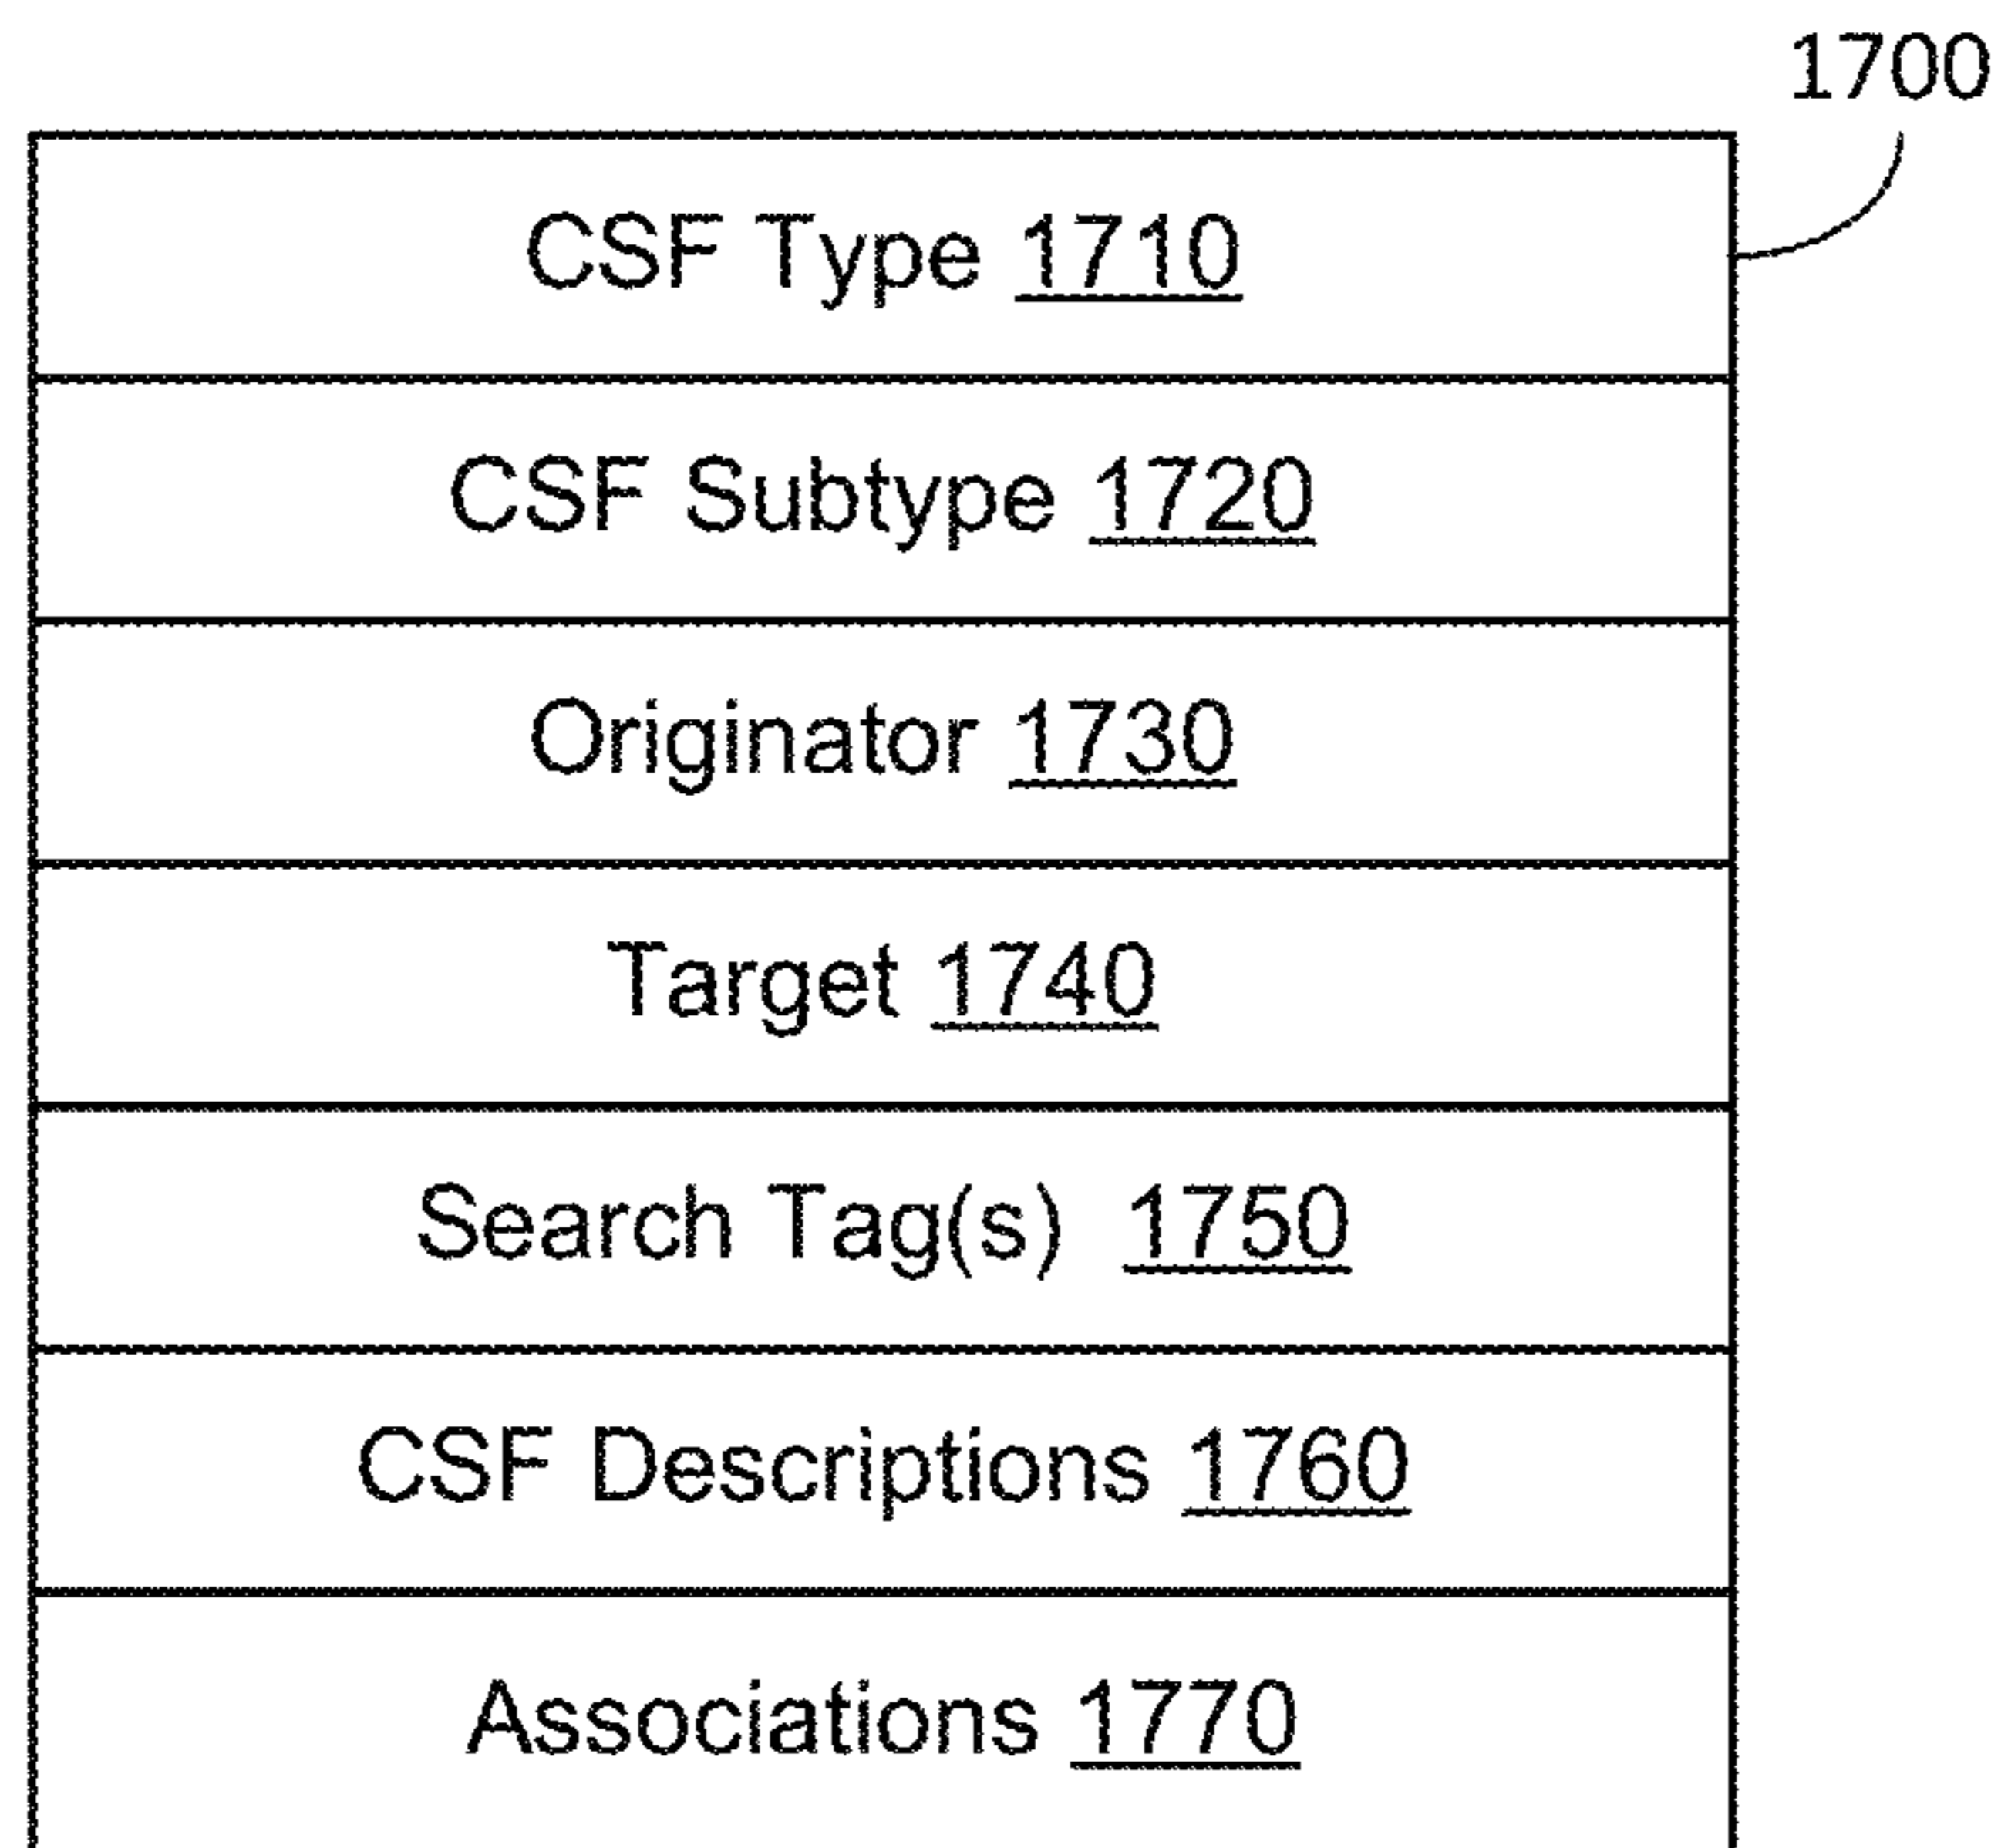 1700
CSF Type 1710
CSF Subtype 1720
Originator 1730
Target 1740
Search Tag(s) 1750
CSF Descriptions 1760
Associations 1770